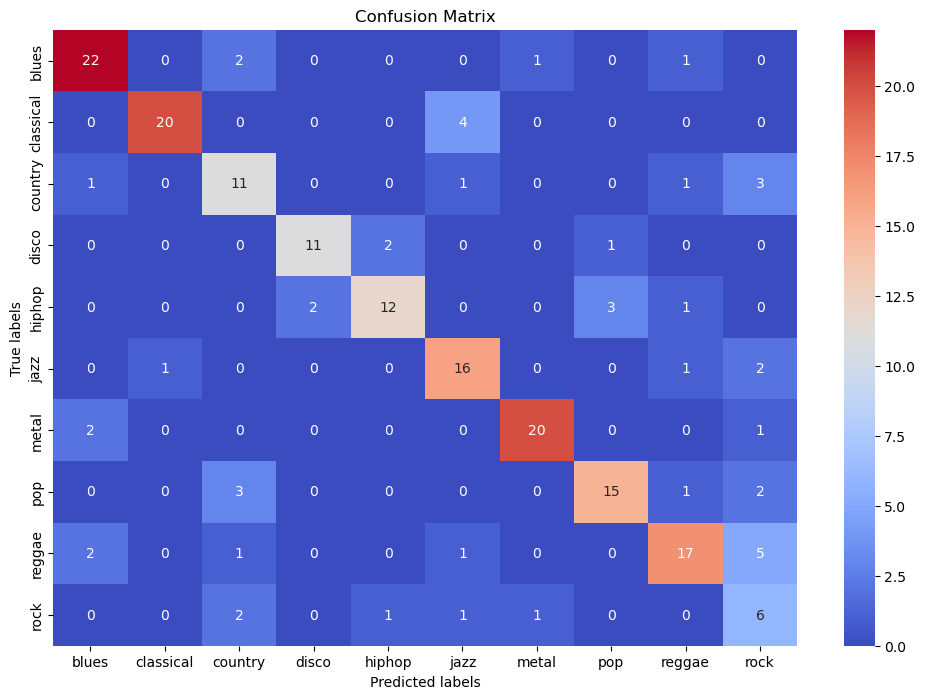 Confusion Matrix
True labels
blues 22 0 2 0 0 0 1 0 1 0
classical 0 20 0 0 0 4 0 0 0 0
country 1 0 11 0 0 1 0 0 1 3
disco 0 0 0 11 2 0 0 1 0 0
hiphop 0 0 0 2 12 0 0 3 1 0
jazz 0 1 0 0 0 16 0 0 1 2
metal 2 0 0 0 0 0 20 0 0 1
pop 0 0 3 0 0 0 0 15 1 2
reggae 2 0 1 0 0 1 0 0 17 5
rock 0 0 2 0 1 1 1 0 0 6
blues classical country disco hiphop jazz metal pop reggae rock
Predicted labels
20.0
17.5
15.0
12.5
10.0
7.5
5.0
2.5
0.0